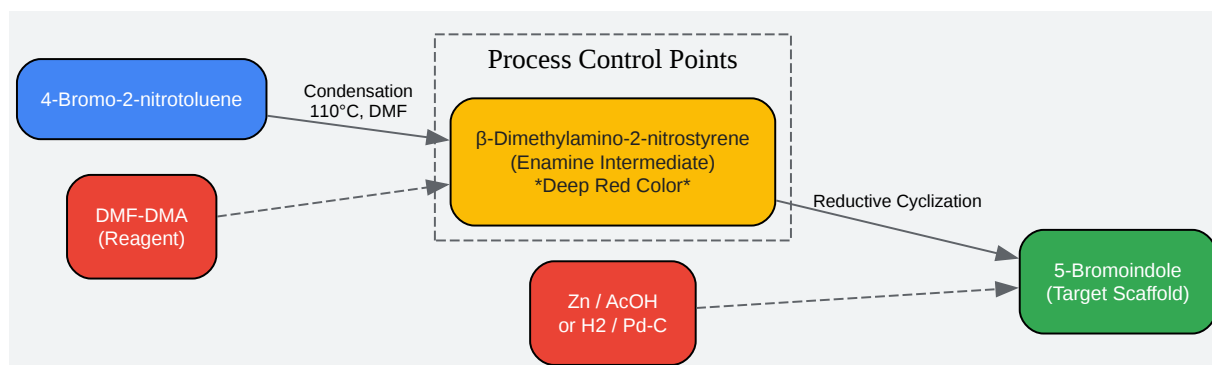 Process Control Points
4-Bromo-2-nitrotoluene
Condensation
110°C, DMF
β-Dimethylamino-2-nitrostyrene
(Enamine Intermediate)
*Deep Red Color*
DMF-DMA
(Reagent)
Reductive Cyclization
Zn / AcOH
or H2 / Pd-C
5-Bromoindole
(Target Scaffold)